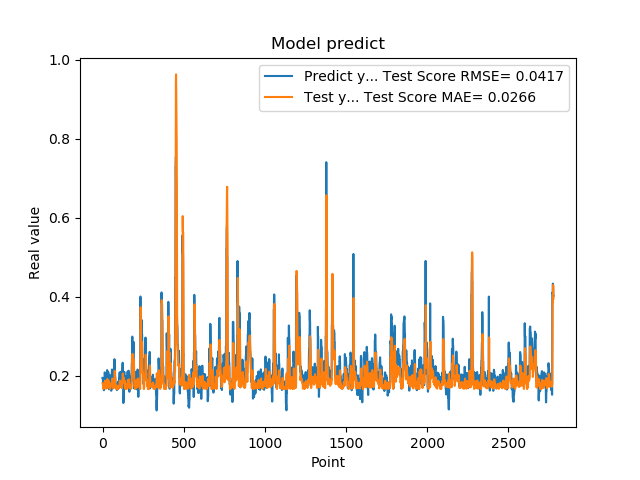 Model predict
Predict y... Test Score RMSE= 0.0417
Test y... Test Score MAE= 0.0266
1.0
0.8
0.6
0.4
0.2
Real value
0 500 1000 1500 2000 2500
Point